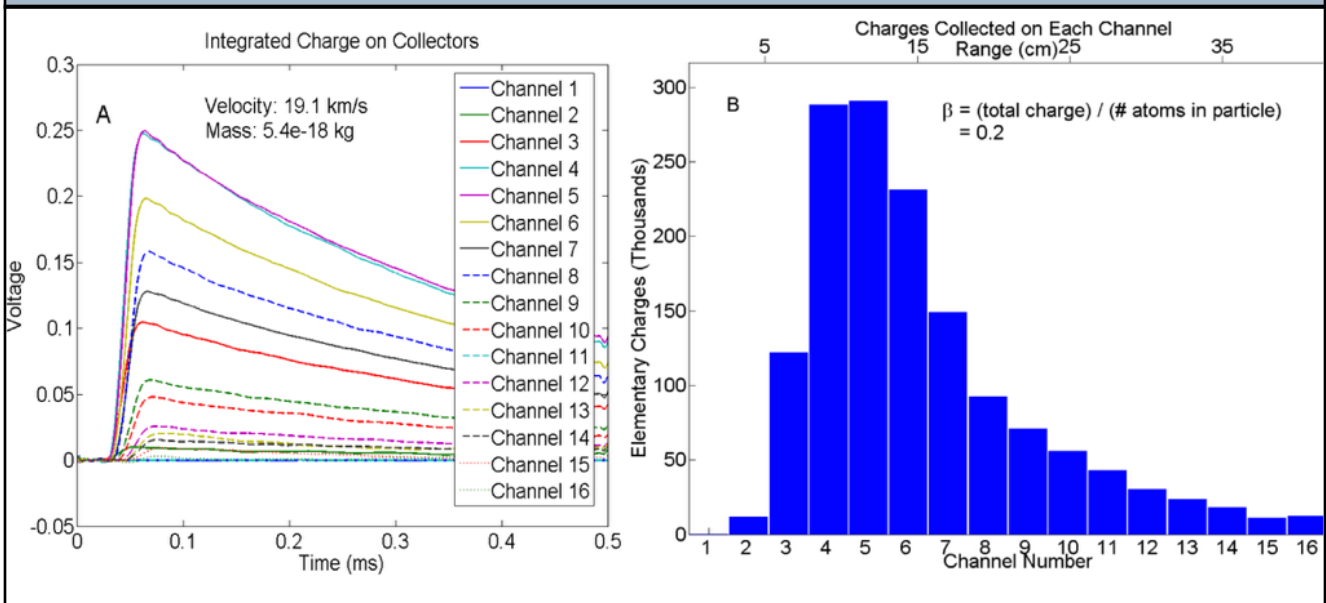 Integrated Charge on Collectors
A
Velocity: 19.1 km/s
Mass: 5.4e-18 kg
0.3
0.25
0.2
0.15
0.1
0.05
0
-0.05
Voltage
0
0.1
0.2
0.3
0.4
0.5
Time (ms)
Channel 1
Channel 2
Channel 3
Channel 4
Channel 5
Channel 6
Channel 7
Channel 8
Channel 9
Channel 10
Channel 11
Channel 12
Channel 13
Channel 14
Channel 15
Channel 16
Charges Collected on Each Channel
Range (cm)
5
15
25
35
B
β = (total charge) / (# atoms in particle)
= 0.2
300
250
200
150
100
50
0
Elementary Charges (Thousands)
1
2
3
4
5
6
7
8
9
10
11
12
13
14
15
16
Channel Number